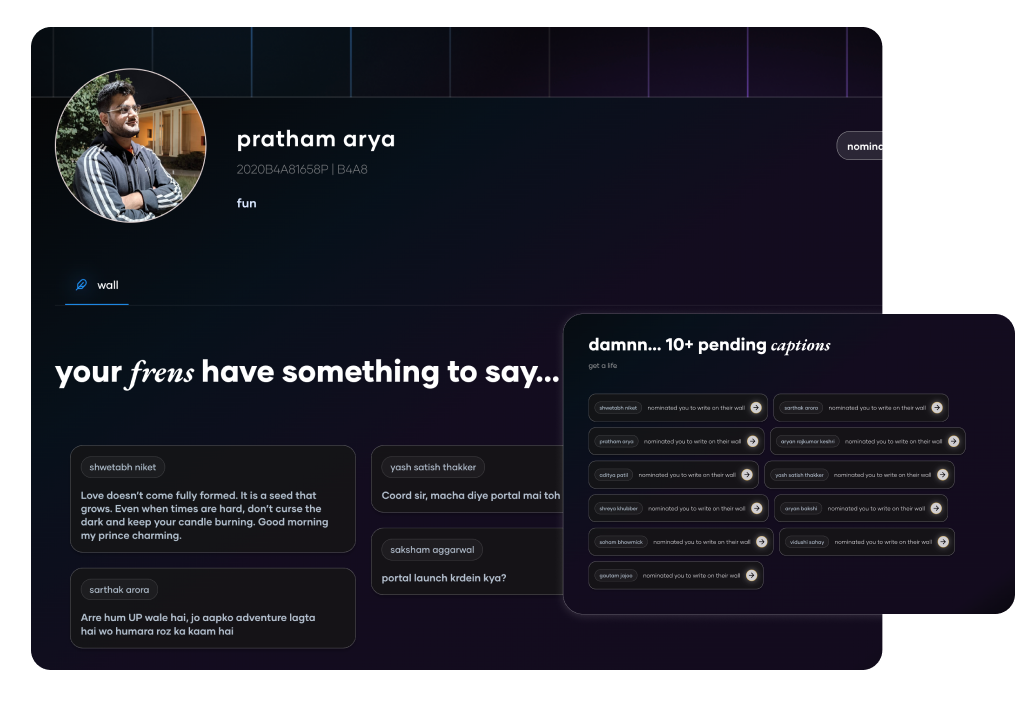 pratham arya
2020B4A81658P | B4A8
fun
nomina
wall
your frens have something to say...
shwetabh niket
Love doesn't come fully formed. It is a seed that
grows. Even when times are hard, don't curse the
dark and keep your candle burning. Good morning
my prince charming.
sarthak arora
Arre hum UP wale hai, jo aapko adventure lagta
hai wo humara roz ka kaam hai
yash satish thakker
Coord sir, macha diye portal mai toh
saksham aggarwal
portal launch krdein kya?
damnn... 10+ pending captions
get a life
shwetabh niket nominated you to write on their wall
sarthak arora nominated you to write on their wall
pratham arya nominated you to write on their wall
aryan rajkumar keshri nominated you to write on their wall
aditya patil nominated you to write on their wall
yash satish thakker nominated you to write on their wall
shreya khubber nominated you to write on their wall
aryan bakshi nominated you to write on their wall
soham bhowmick nominated you to write on their wall
vidushi sahay nominated you to write on their wall
gautam jajoo nominated you to write on their wall